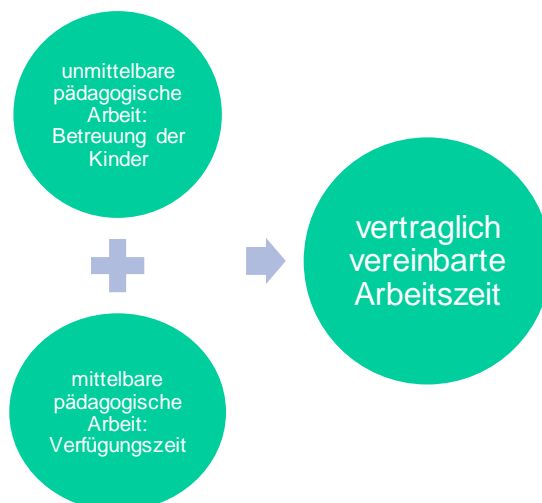 unmittelbare
pädagogische
Arbeit:
Betreuung der
Kinder
mittelbare
pädagogische
Arbeit:
Verfügungszeit
vertraglich
vereinbarte
Arbeitszeit